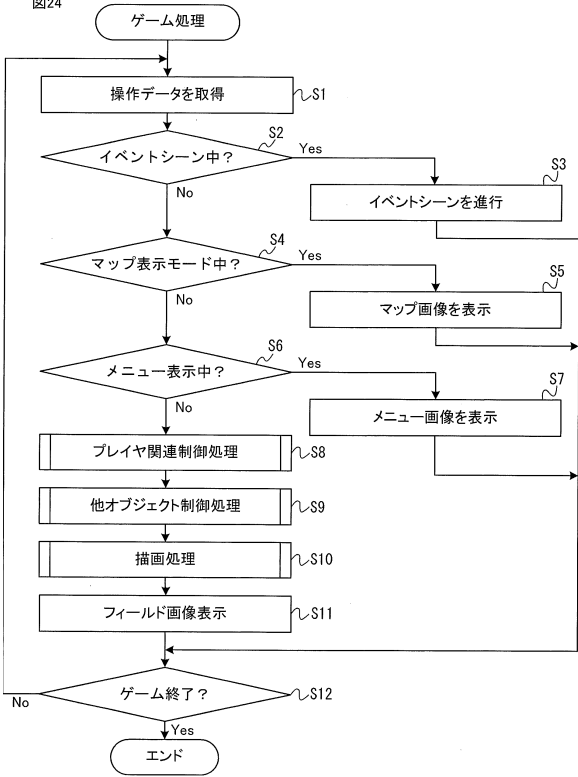 図24
ゲーム処理
操作データを取得
S1
イベントシーン中？
S2
Yes
No
イベントシーンを進行
S3
マップ表示モード中？
S4
Yes
No
マップ画像を表示
S5
メニュー表示中？
S6
Yes
No
メニュー画像を表示
S7
プレイヤ関連制御処理
S8
他オブジェクト制御処理
S9
描画処理
S10
フィールド画像表示
S11
ゲーム終了？
S12
No
Yes
エンド